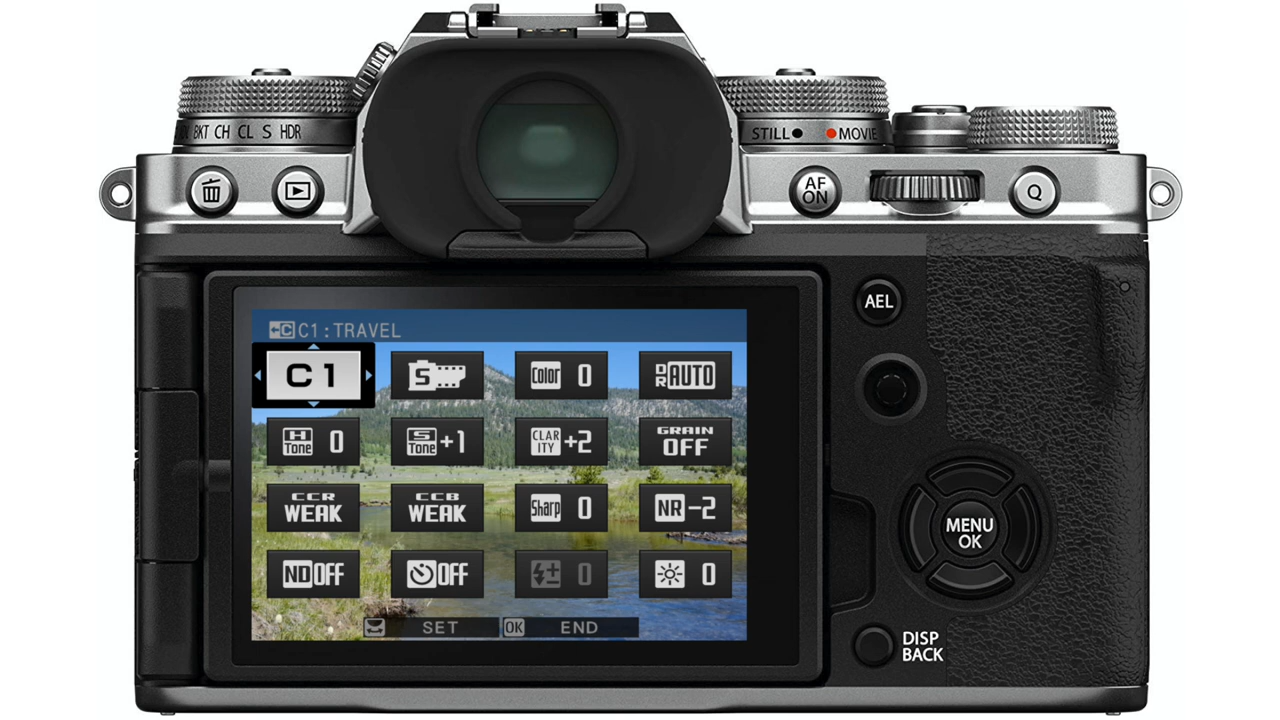 BKT CH CL S HDR
STILL MOVIE
AF
ON
Q
AEL
C C1:TRAVEL
C1
S
Color 0
DR AUTO
H Tone 0
S Tone +1
CLARITY +2
GRAIN
OFF
CCR
WEAK
CCB
WEAK
Sharp 0
NR -2
ND OFF
OFF
± 0
0
SET OK END
MENU
OK
DISP
BACK